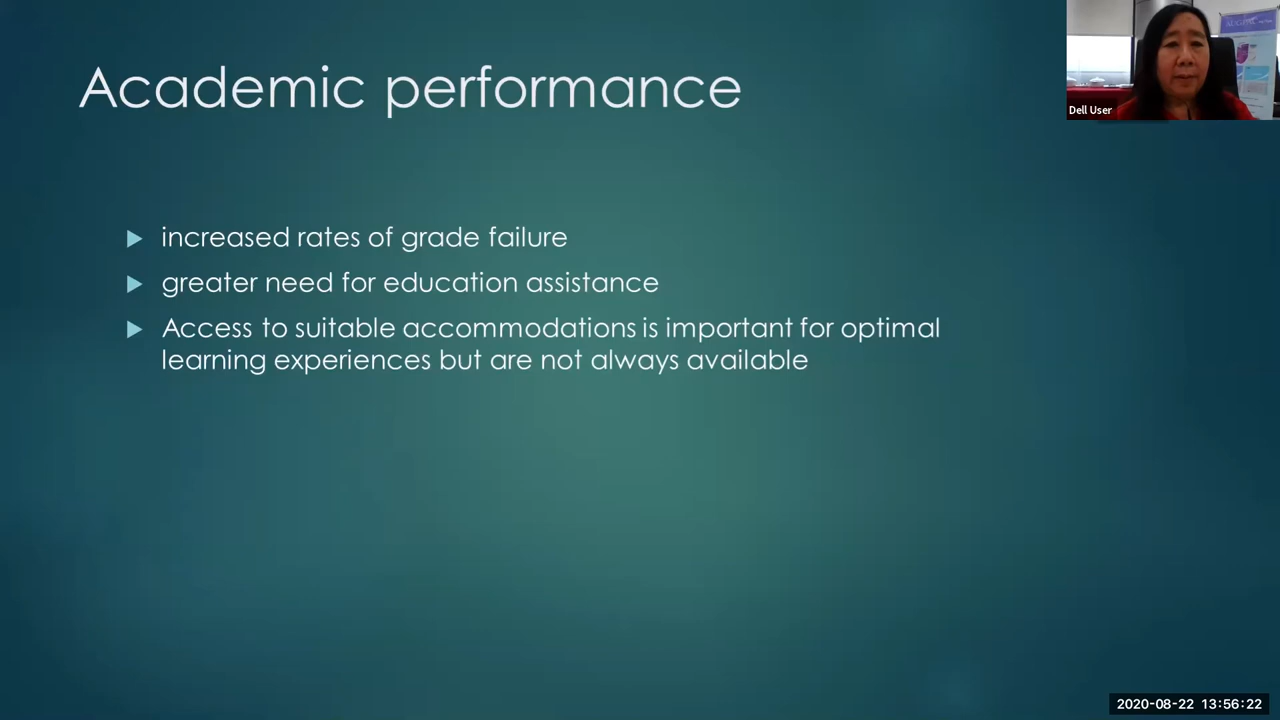 Academic performance
Dell User
increased rates of grade failure
greater need for education assistance
Access to suitable accommodations is important for optimal
learning experiences but are not always available
2020-08-22 13:56:22